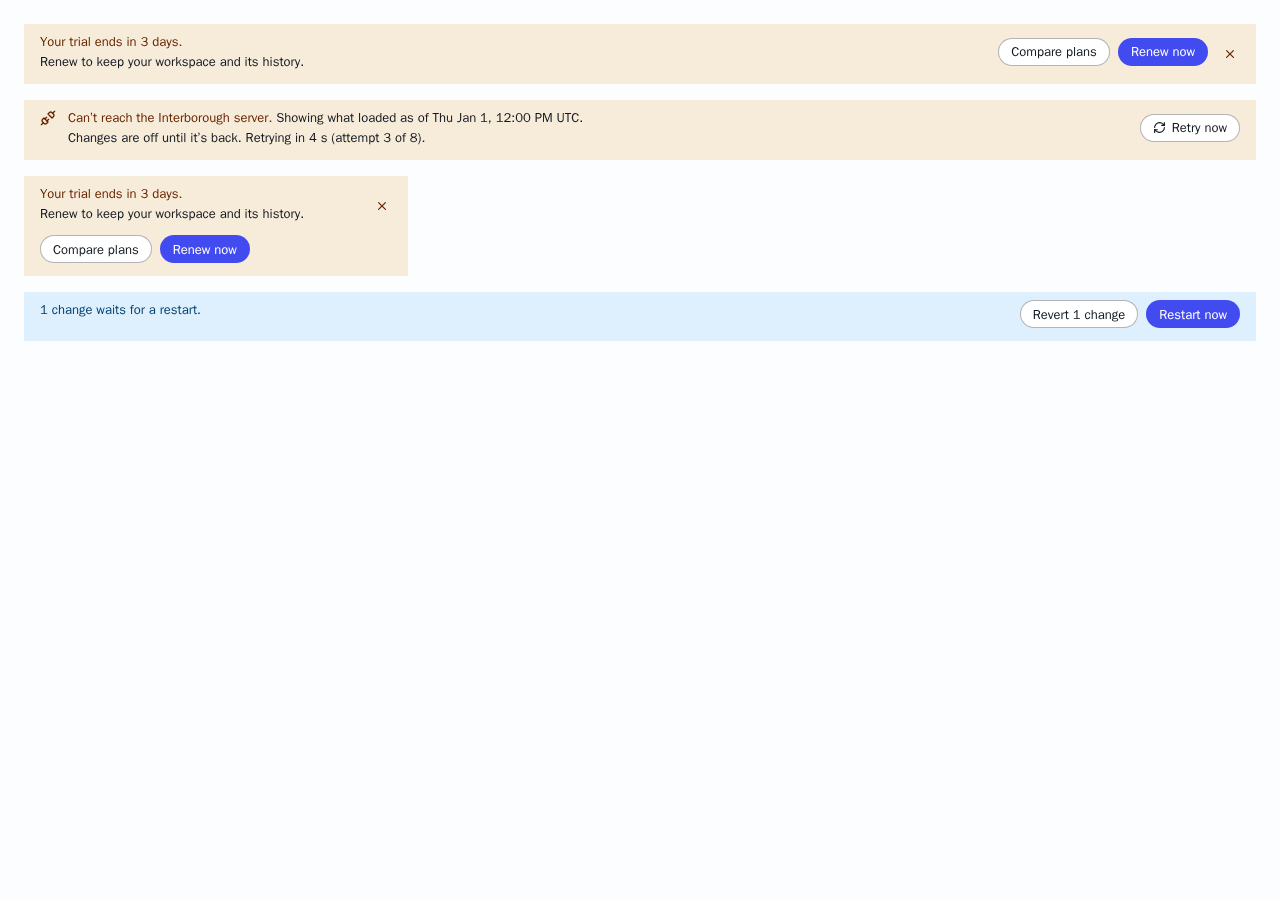 Your trial ends in 3 days.
Renew to keep your workspace and its history.
Compare plans
Renew now
Can't reach the Interborough server. Showing what loaded as of Thu Jan 1, 12:00 PM UTC.
Changes are off until it's back. Retrying in 4 s (attempt 3 of 8).
Retry now
Your trial ends in 3 days.
Renew to keep your workspace and its history.
Compare plans
Renew now
1 change waits for a restart.
Revert 1 change
Restart now